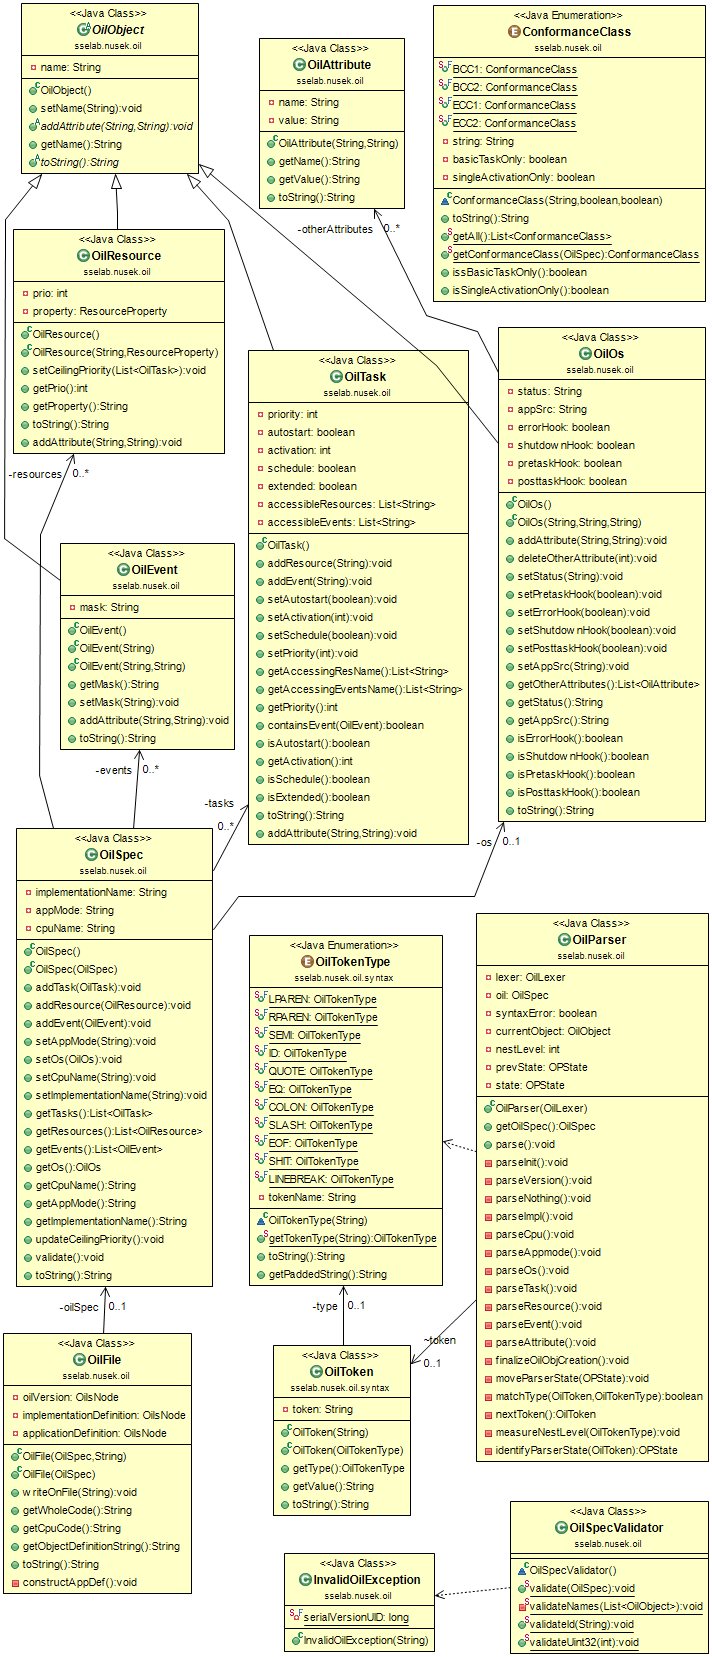 <<Java Class>>
OilObject
sselab.nusek.oil
name: String
OilObject()
setName(String):void
addAttribute(String,String):void
getName():String
toString():String
<<Java Class>>
OilAttribute
sselab.nusek.oil
name: String
value: String
OilAttribute(String,String)
getName():String
getValue():String
toString():String
<<Java Enumeration>>
ConformanceClass
sselab.nusek.oil
BCC1: ConformanceClass
BCC2: ConformanceClass
ECC1: ConformanceClass
ECC2: ConformanceClass
string: String
basicTaskOnly: boolean
singleActivationOnly: boolean
ConformanceClass(String,boolean,boolean)
toString():String
getAll():List<ConformanceClass>
getConformanceClass(OilSpec):ConformanceClass
issBasicTaskOnly():boolean
isSingleActivationOnly():boolean
-otherAttributes 0..*
<<Java Class>>
OilResource
sselab.nusek.oil
prio: int
property: ResourceProperty
OilResource()
OilResource(String,ResourceProperty)
setCeilingPriority(List<OilTask>):void
getPrio():int
getProperty():String
toString():String
addAttribute(String,String):void
-resources 0..*
<<Java Class>>
OilTask
sselab.nusek.oil
priority: int
autostart: boolean
activation: int
schedule: boolean
extended: boolean
accessibleResources: List<String>
accessibleEvents: List<String>
OilTask()
addResource(String):void
addEvent(String):void
setAutostart(boolean):void
setActivation(int):void
setSchedule(boolean):void
setPriority(int):void
getAccessingResName():List<String>
getAccessingEventsName():List<String>
getPriority():int
containsEvent(OilEvent):boolean
isAutostart():boolean
getActivation():int
isSchedule():boolean
isExtended():boolean
toString():String
addAttribute(String,String):void
<<Java Class>>
OilOs
sselab.nusek.oil
status: String
appSrc: String
errorHook: boolean
shutdownHook: boolean
pretaskHook: boolean
posttaskHook: boolean
OilOs()
OilOs(String,String,String)
addAttribute(String,String):void
deleteOtherAttribute(int):void
setStatus(String):void
setPretaskHook(boolean):void
setErrorHook(boolean):void
setShutdownHook(boolean):void
setPosttaskHook(boolean):void
setAppSrc(String):void
getOtherAttributes():List<OilAttribute>
getStatus():String
getAppSrc():String
isErrorHook():boolean
isShutdownHook():boolean
isPretaskHook():boolean
isPosttaskHook():boolean
toString():String
<<Java Class>>
OilEvent
sselab.nusek.oil
mask: String
OilEvent()
OilEvent(String)
OilEvent(String,String)
getMask():String
setMask(String):void
addAttribute(String,String):void
toString():String
-events 0..*
-tasks
0..*
-os 0..1
<<Java Class>>
OilSpec
sselab.nusek.oil
implementationName: String
appMode: String
cpuName: String
OilSpec()
OilSpec(OilSpec)
addTask(OilTask):void
addResource(OilResource):void
addEvent(OilEvent):void
setAppMode(String):void
setOs(OilOs):void
setCpuName(String):void
setImplementationName(String):void
getTasks():List<OilTask>
getResources():List<OilResource>
getEvents():List<OilEvent>
getOs():OilOs
getCpuName():String
getAppMode():String
getImplementationName():String
updateCeilingPriority():void
validate():void
toString():String
-oilSpec 0..1
<<Java Enumeration>>
OilTokenType
sselab.nusek.oil.syntax
LPAREN: OilTokenType
RPAREN: OilTokenType
SEMI: OilTokenType
ID: OilTokenType
QUOTE: OilTokenType
EQ: OilTokenType
COLON: OilTokenType
SLASH: OilTokenType
EOF: OilTokenType
SHIT: OilTokenType
LINEBREAK: OilTokenType
tokenName: String
OilTokenType(String)
getTokenType(String):OilTokenType
toString():String
getPaddedString():String
-type 0..1
<<Java Class>>
OilParser
sselab.nusek.oil
lexer: OilLexer
oil: OilSpec
syntaxError: boolean
currentObject: OilObject
nestLevel: int
prevState: OPState
state: OPState
OilParser(OilLexer)
getOilSpec():OilSpec
parse():void
parseInit():void
parseVersion():void
parseNothing():void
parseImpl():void
parseCpu():void
parseAppmode():void
parseOs():void
parseTask():void
parseResource():void
parseEvent():void
parseAttribute():void
finalizeOilObjCreation():void
moveParserState(OPState):void
matchType(OilToken,OilTokenType):boolean
nextToken():OilToken
measureNestLevel(OilTokenType):void
identifyParserState(OilToken):OPState
~token
0..1
<<Java Class>>
OilFile
sselab.nusek.oil
oilVersion: OilsNode
implementationDefinition: OilsNode
applicationDefinition: OilsNode
OilFile(OilSpec,String)
OilFile(OilSpec)
writeOnFile(String):void
getWholeCode():String
getCpuCode():String
getObjectDefinitionString():String
toString():String
constructAppDef():void
<<Java Class>>
OilToken
sselab.nusek.oil.syntax
token: String
OilToken(String)
OilToken(OilTokenType)
getType():OilTokenType
getValue():String
toString():String
<<Java Class>>
InvalidOilException
sselab.nusek.oil
serialVersionUID: long
InvalidOilException(String)
<<Java Class>>
OilSpecValidator
sselab.nusek.oil
OilSpecValidator()
validate(OilSpec):void
validateNames(List<OilObject>):void
validateId(String):void
validateUint32(int):void